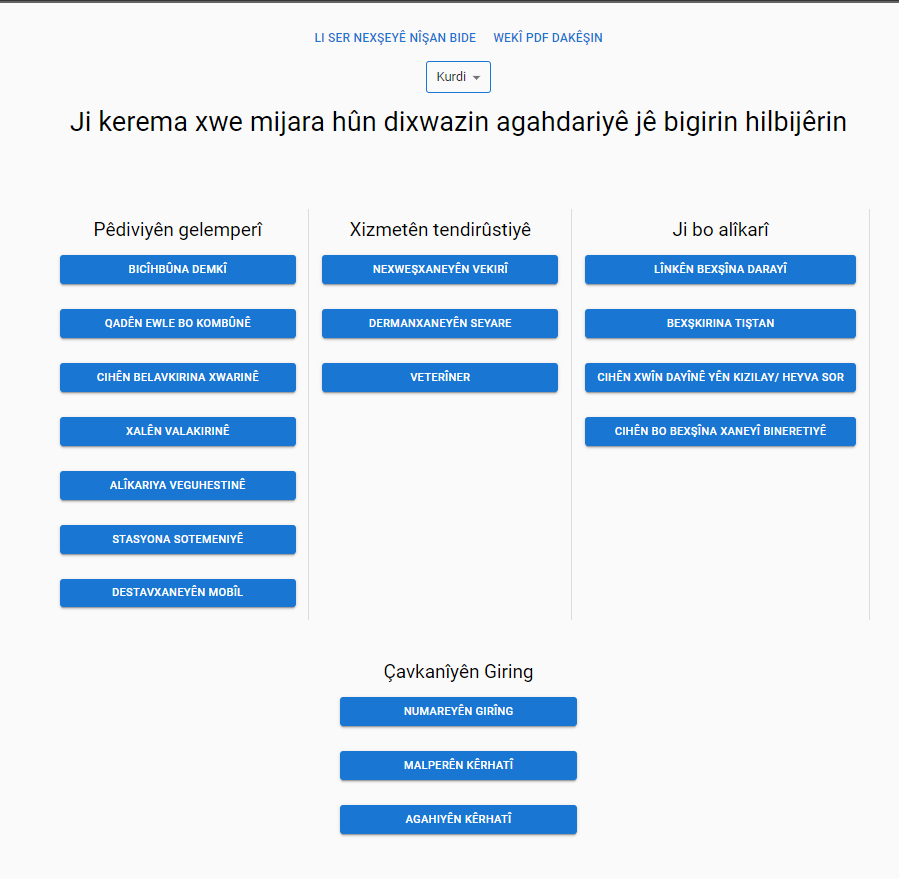 LI SER NEXŞEYÊ NÎŞAN BIDE WEKÎ PDF DAKÊŞIN
Kurdi
Ji kerema xwe mijara hûn dixwazin agahdariyê jê bigirin hilbijêrin
Pêdiviyên gelemperî
BICÎHBÛNA DEMKÎ
QADÊN EWLE BO KOMBÛNÊ
CIHÊN BELAVKIRINA XWARINÊ
XALÊN VALAKIRINÊ
ALÎKARIYA VEGUHESTINÊ
STASYONA SOTEMENIYÊ
DESTAVXANEYÊN MOBÎL
Xizmetên tendirûstiyê
NEXWEŞXANEYÊN VEKIRÎ
DERMANXANEYÊN SEYARE
VETERÎNER
Ji bo alîkarî
LÎNKÊN BEXŞÎNA DARAYÎ
BEXŞKIRINA TIŞTAN
CIHÊN XWÎN DAYÎNÊ YÊN KIZILAY/ HEYVA SOR
CIHÊN BO BEXŞÎNA XANEYÎ BINERETIYÊ
Çavkanîyên Giring
NUMAREYÊN GIRÎNG
MALPERÊN KÊRHATÎ
AGAHIYÊN KÊRHATÎ